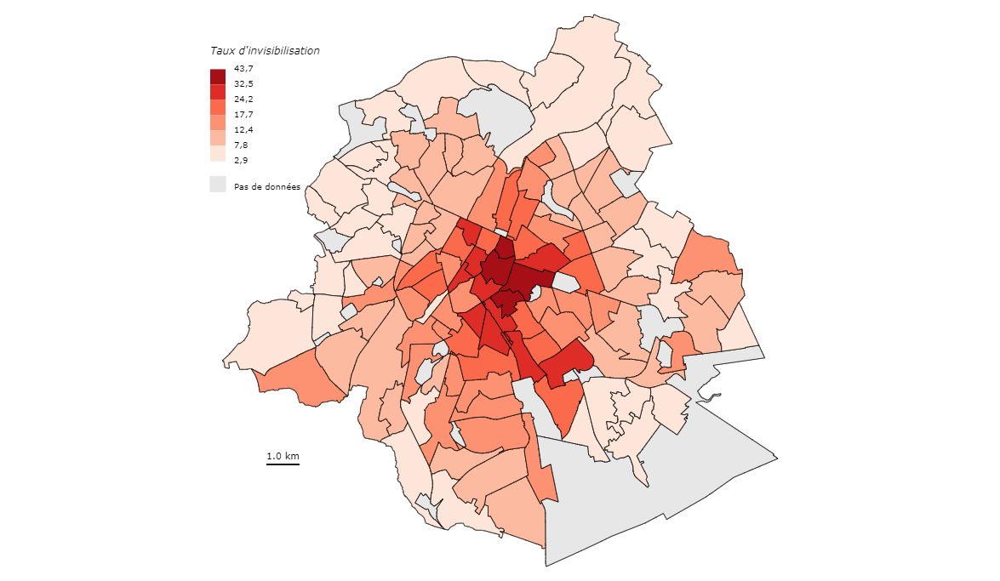 Taux d'invisibilisation
43,7
32,5
24,2
17,7
12,4
7,8
2,9
Pas de données
1.0 km